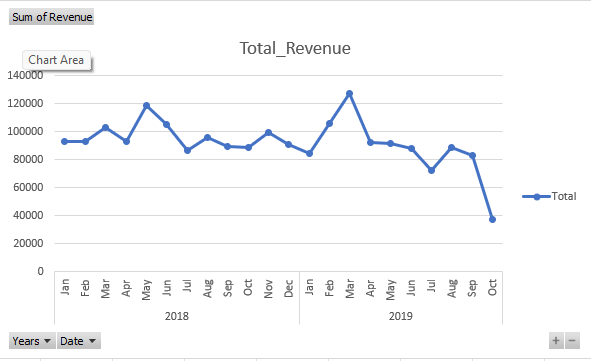 Sum of Revenue
Total_Revenue
Chart Area
140000
120000
100000
80000
60000
40000
20000
0
Total
Jan Feb Mar Apr May Jun Jul Aug Sep Oct Nov Dec Jan Feb Mar Apr May Jun Jul Aug Sep Oct
2018 2019
Years Date
+ −